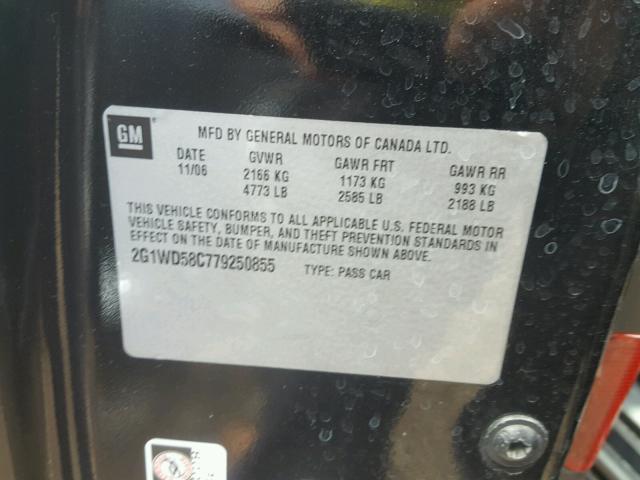 GM
MFD BY GENERAL MOTORS OF CANADA LTD.
DATE GVWR GAWR FRT GAWR RR
11/06 2166 KG 1173 KG 993 KG
4773 LB 2585 LB 2188 LB
THIS VEHICLE CONFORMS TO ALL APPLICABLE U.S. FEDERAL MOTOR
VEHICLE SAFETY, BUMPER, AND THEFT PREVENTION STANDARDS IN
EFFECT ON THE DATE OF MANUFACTURE SHOWN ABOVE.
2G1WD58C779250855 TYPE: PASS CAR